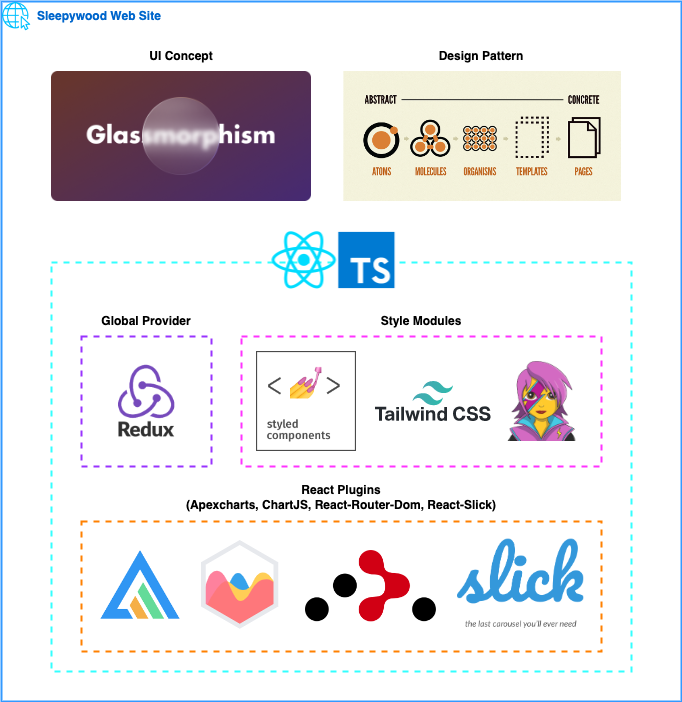 Sleepywood Web Site
UI Concept
Design Pattern
Glassmorphism
ABSTRACT
CONCRETE
ATOMS
MOLECULES
ORGANISMS
TEMPLATES
PAGES
TS
Global Provider
Style Modules
Redux
< >
styled
components
Tailwind CSS
React Plugins
(Apexcharts, ChartJS, React-Router-Dom, React-Slick)
slick
the last carousel you'll ever need